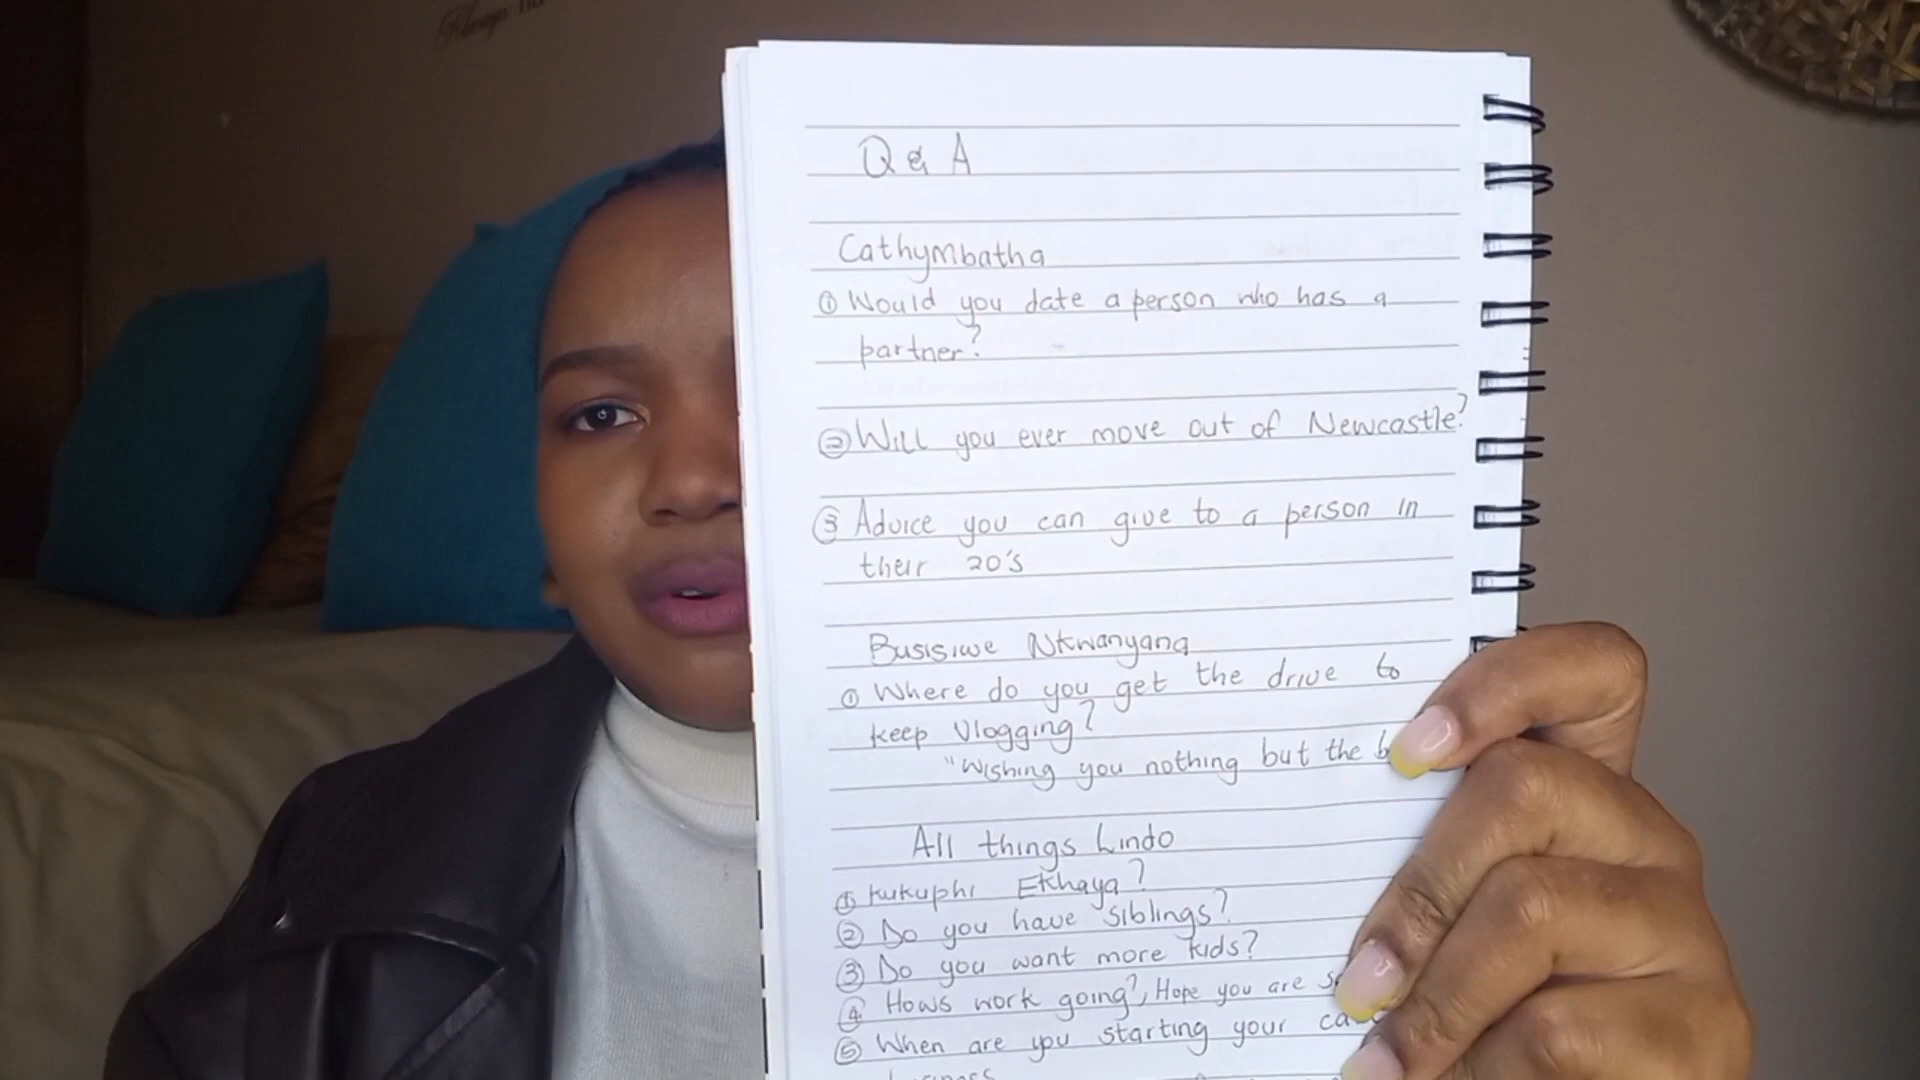 Always
Q & A
Cathymbatha
① Would you date a person who has a
partner?
② Will you ever move out of Newcastle?
③ Advice you can give to a person in
their 20's
Busisiwe Nkwanyana
① Where do you get the drive to
keep Vlogging?
"Wishing you nothing but the
All things Lindo
① Kukuphi Ekhaya?
② Do you have siblings?
③ Do you want more kids?
④ Hows work going?, Hope you are
⑤ When are you starting your